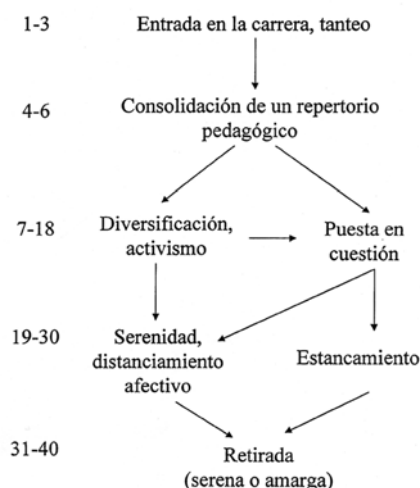 1-3 Entrada en la carrera, tanteo
4-6 Consolidación de un repertorio
pedagógico
7-18 Diversificación,
activismo
Puesta en
cuestión
19-30 Serenidad,
distanciamiento
afectivo
Estancamiento
31-40 Retirada
(serena o amarga)